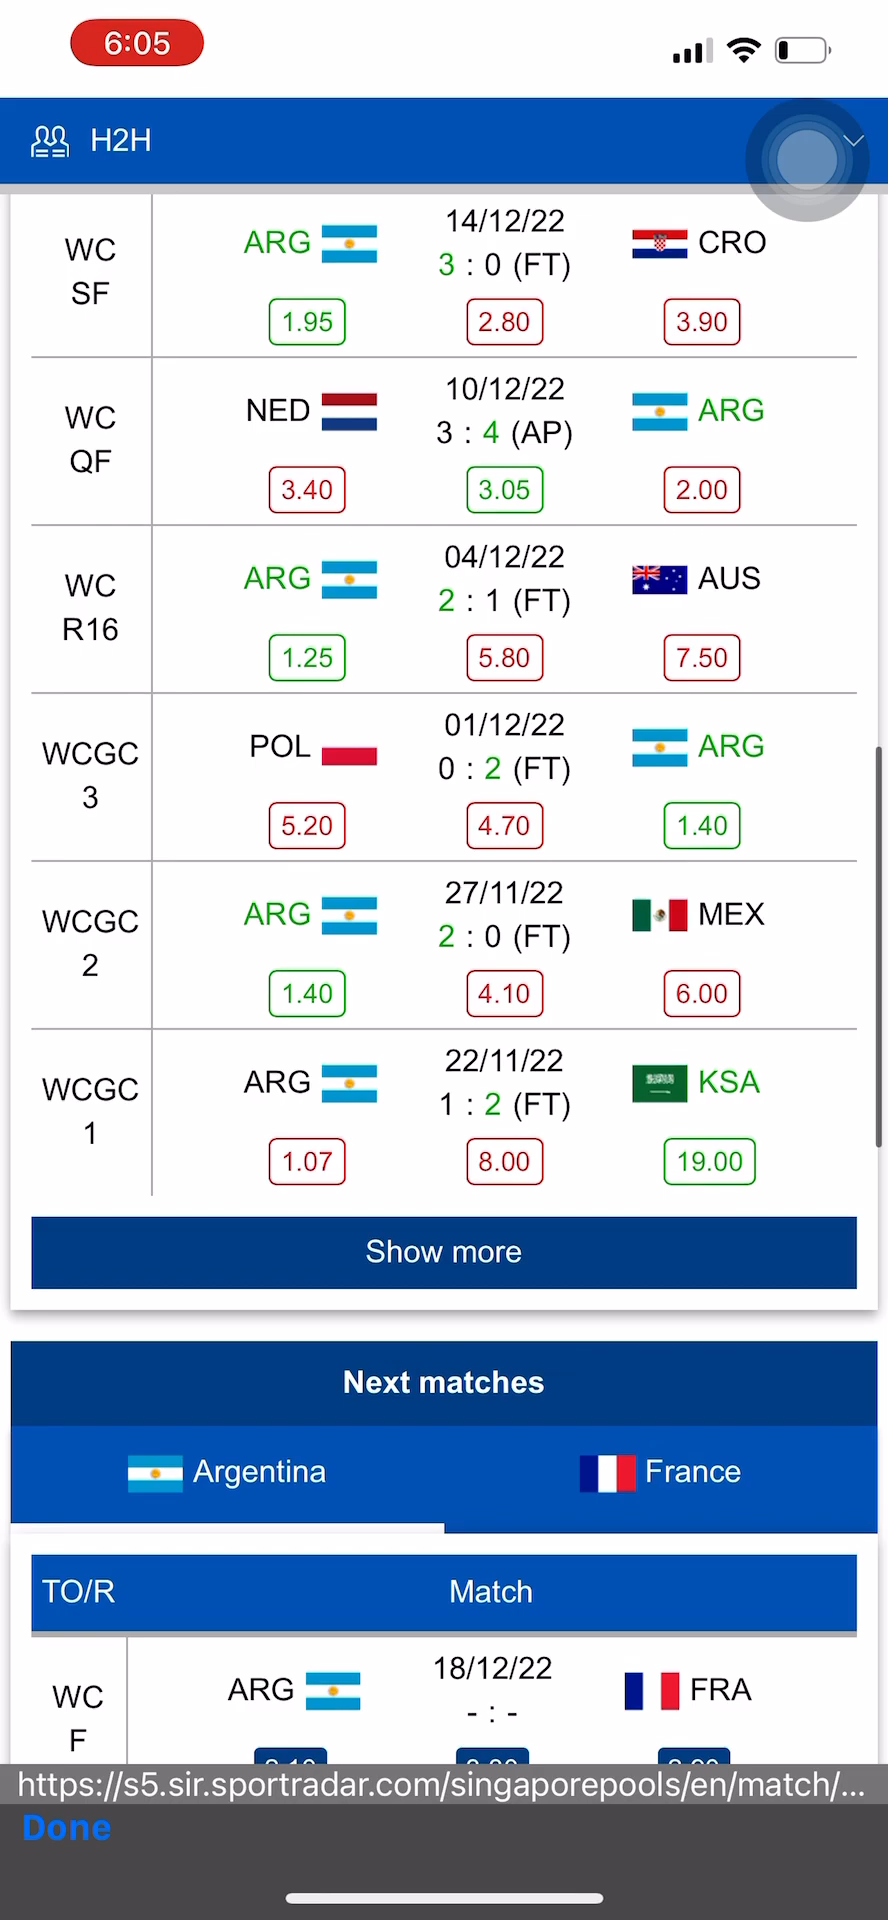 6:05
H2H
WC SF
ARG
14/12/22
3 : 0 (FT)
CRO
1.95
2.80
3.90
WC QF
NED
10/12/22
3 : 4 (AP)
ARG
3.40
3.05
2.00
WC R16
ARG
04/12/22
2 : 1 (FT)
AUS
1.25
5.80
7.50
WCGC 3
POL
01/12/22
0 : 2 (FT)
ARG
5.20
4.70
1.40
WCGC 2
ARG
27/11/22
2 : 0 (FT)
MEX
1.40
4.10
6.00
WCGC 1
ARG
22/11/22
1 : 2 (FT)
KSA
1.07
8.00
19.00
Show more
Next matches
Argentina
France
TO/R
Match
WC F
ARG
18/12/22
- : -
FRA
https://s5.sir.sportradar.com/singaporepools/en/match/...
Done